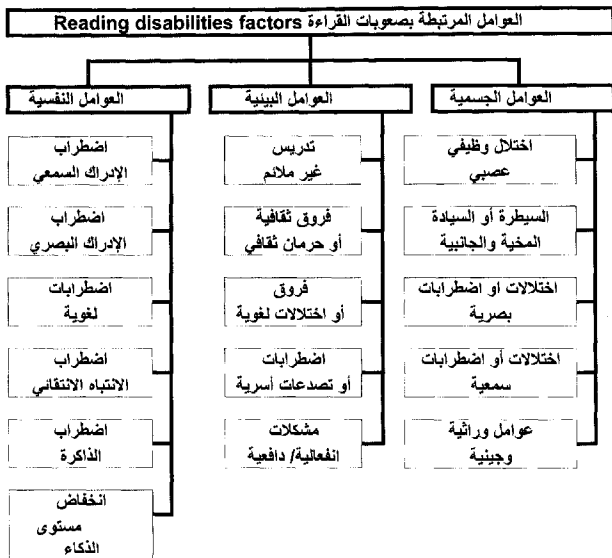 العوامل المرتبطة بصعوبات القراءة Reading disabilities factors
العوامل الجسمية
اختلال وظيفي
عصبي
السيطرة أو السيادة
المخية والجانبية
اختلالات او اضطرابات
بصرية
اختلالات أو اضطرابات
سمعية
عوامل وراثية
وجينية
العوامل البيئية
تدريس
غير ملائم
فروق ثقافية
أو حرمان ثقافي
فروق
أو اختلالات لغوية
اضطرابات
أو تصدعات أسرية
مشكلات
انفعالية/ دافعية
العوامل النفسية
اضطراب
الإدراك السمعي
اضطراب
الإدراك البصري
اضطرابات
لغوية
اضطراب
الانتباه الانتقائي
اضطراب
الذاكرة
انخفاض
مستوى
الذكاء